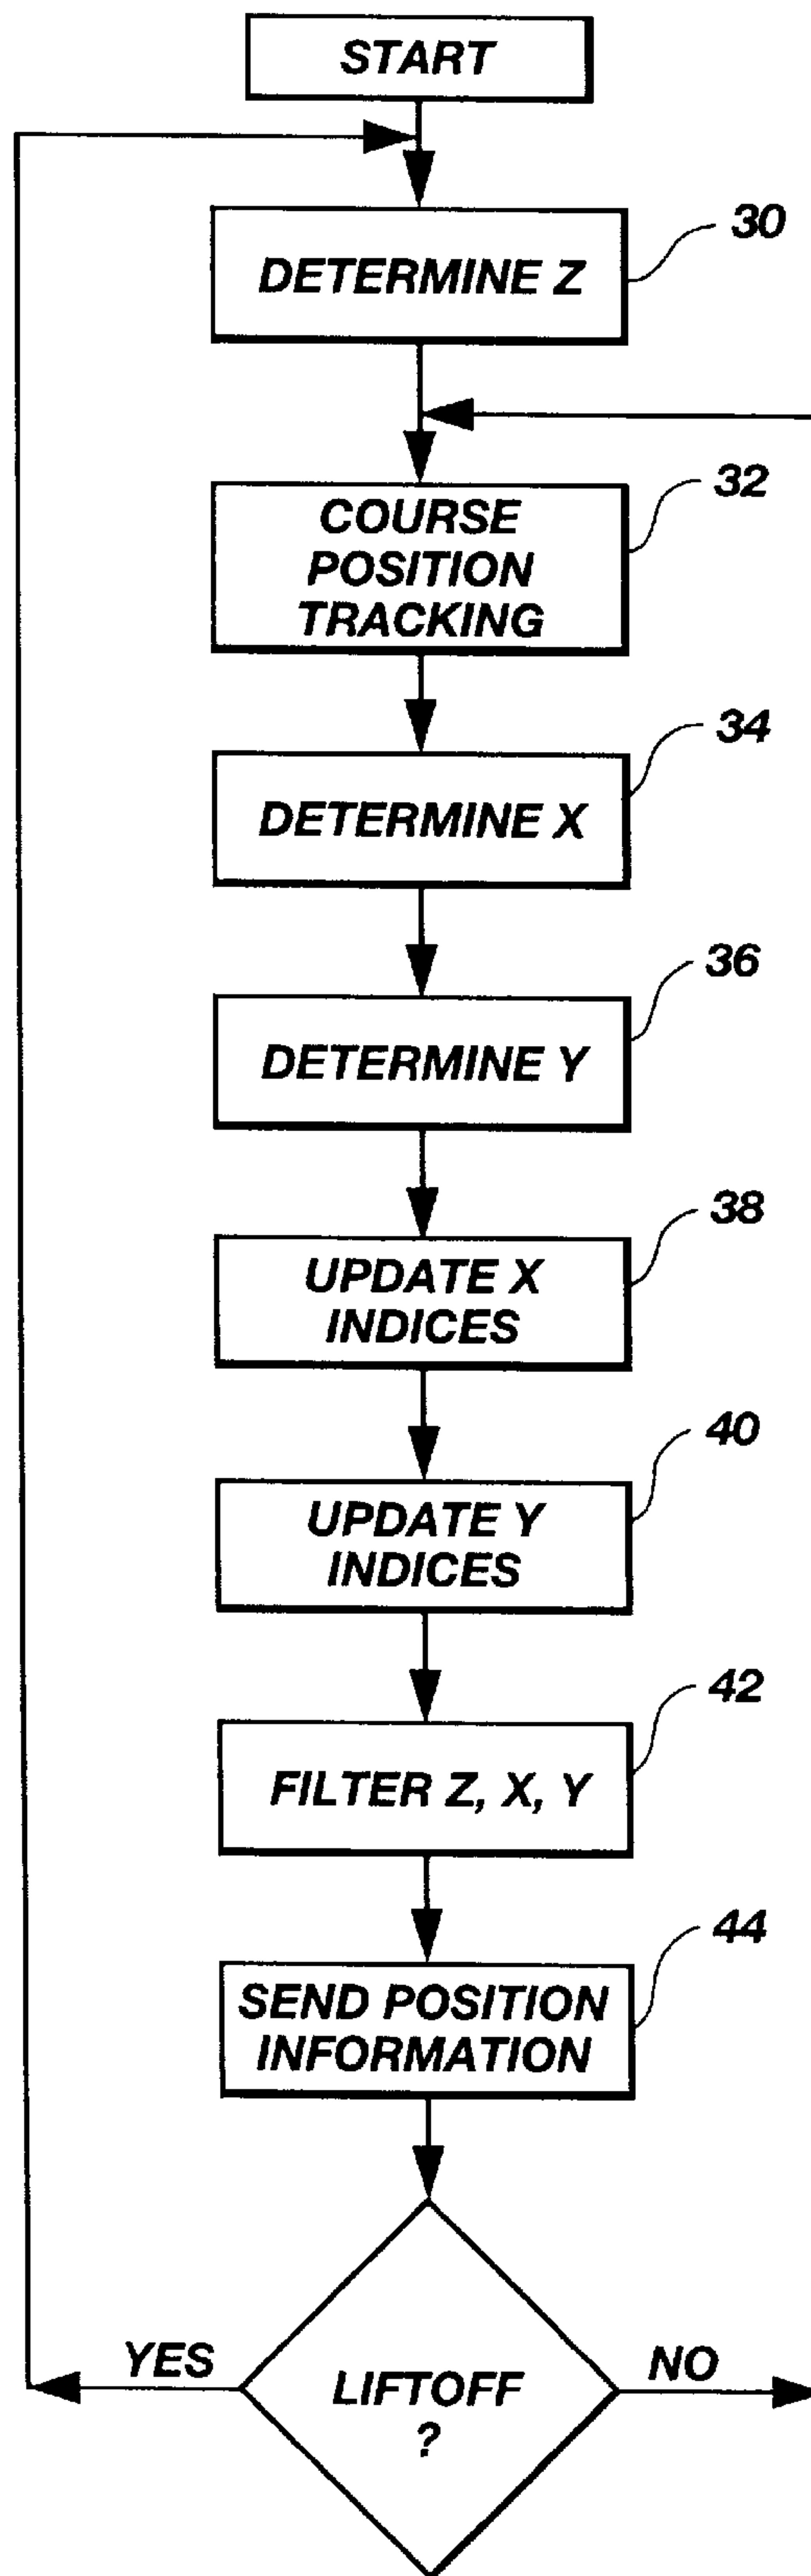 START
DETERMINE Z
30
COURSE
POSITION
TRACKING
32
DETERMINE X
34
DETERMINE Y
36
UPDATE X
INDICES
38
UPDATE Y
INDICES
40
FILTER Z, X, Y
42
SEND POSITION
INFORMATION
44
YES
LIFTOFF
?
NO